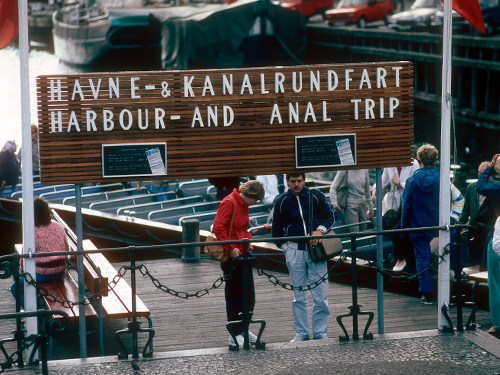 HAVNE-& KANALRUNDFART
HARBOUR-AND ANAL TRIP